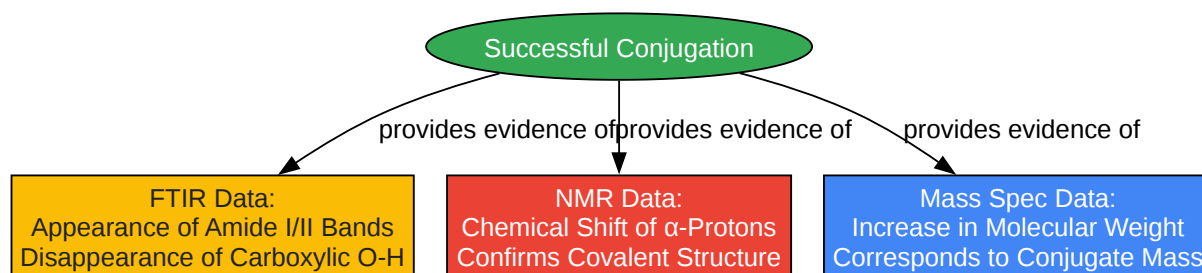 Successful Conjugation
provides evidence of
provides evidence of
provides evidence of
FTIR Data:
Appearance of Amide I/II Bands
Disappearance of Carboxylic O-H
NMR Data:
Chemical Shift of α-Protons
Confirms Covalent Structure
Mass Spec Data:
Increase in Molecular Weight
Corresponds to Conjugate Mass